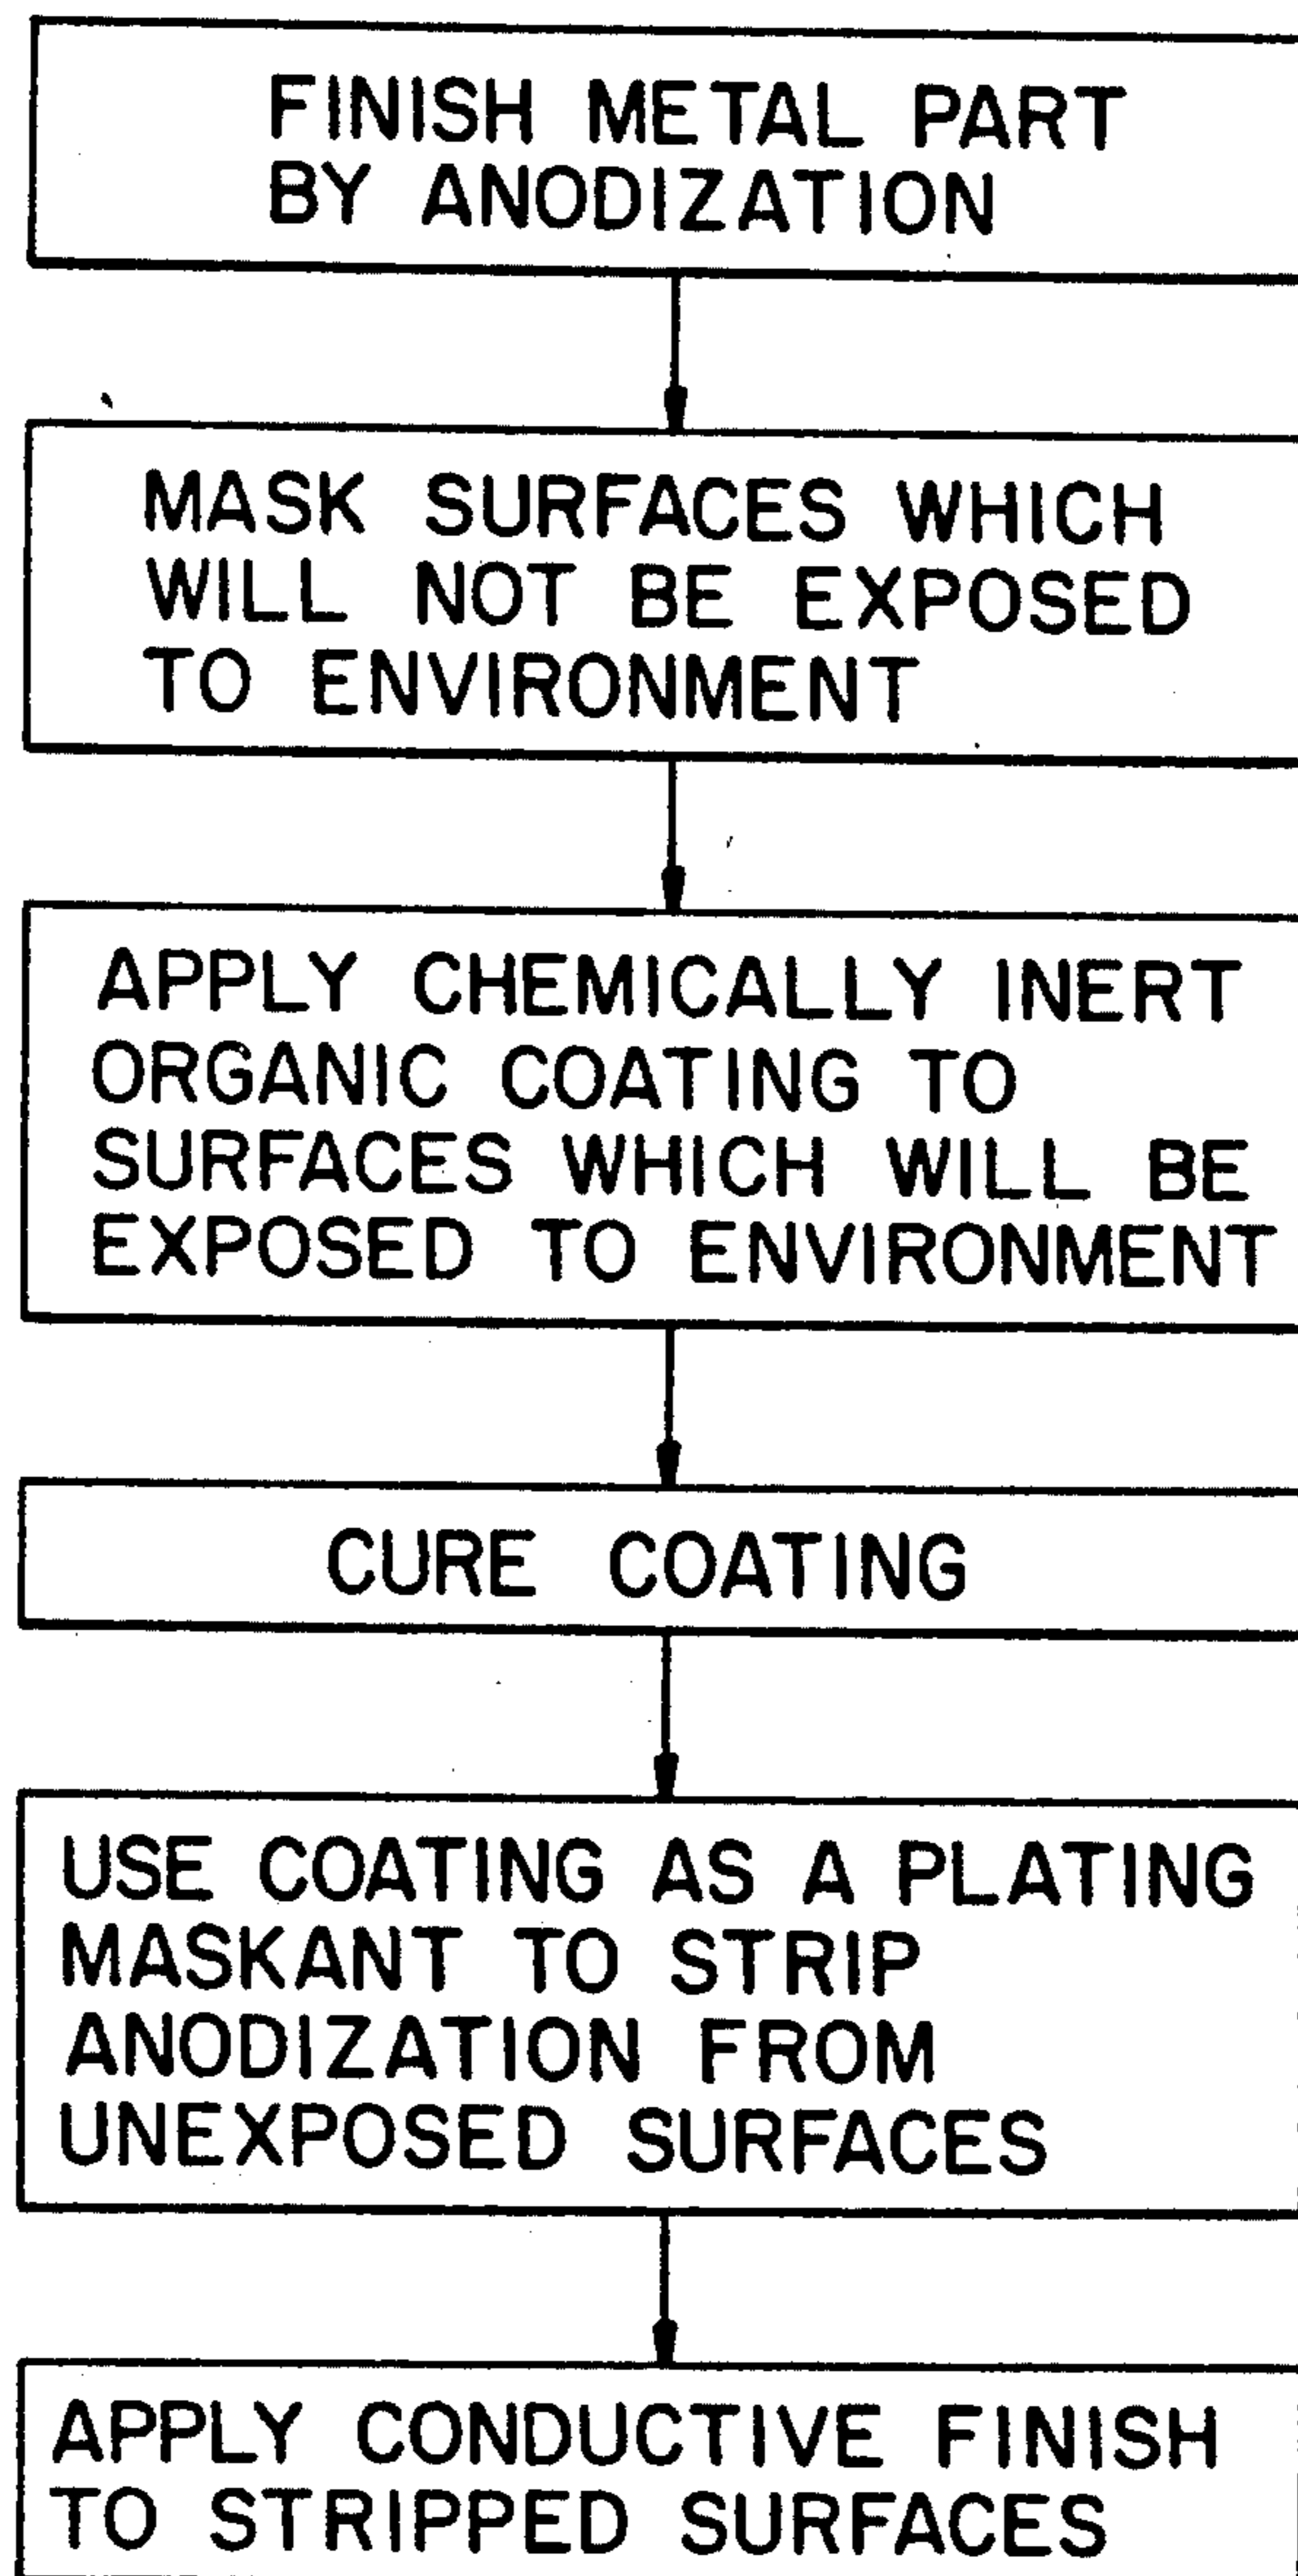 FINISH METAL PART
BY ANODIZATION
MASK SURFACES WHICH
WILL NOT BE EXPOSED
TO ENVIRONMENT
APPLY CHEMICALLY INERT
ORGANIC COATING TO
SURFACES WHICH WILL BE
EXPOSED TO ENVIRONMENT
CURE COATING
USE COATING AS A PLATING
MASKANT TO STRIP
ANODIZATION FROM
UNEXPOSED SURFACES
APPLY CONDUCTIVE FINISH
TO STRIPPED SURFACES